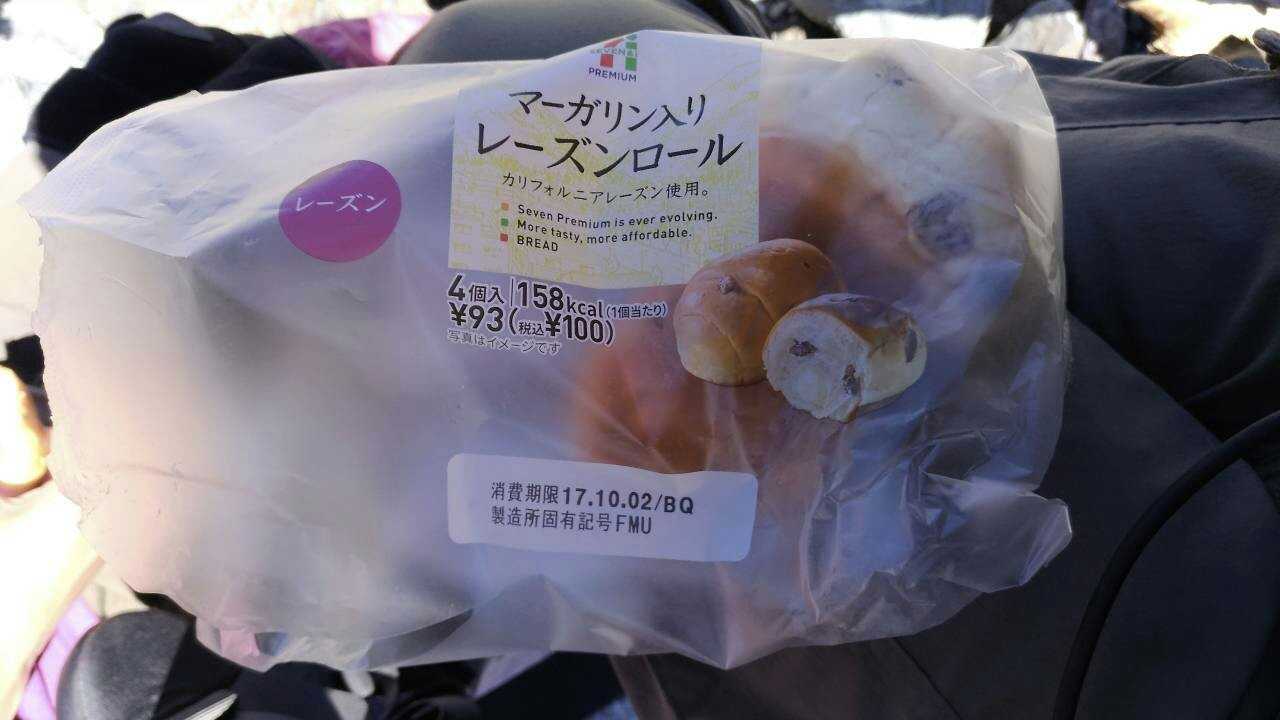 SEVEN&i
PREMIUM
マーガリン入り
レーズンロール
カリフォルニアレーズン使用。
Seven Premium is ever evolving.
More tasty, more affordable.
BREAD
レーズン
4個入 158kcal(1個当たり)
¥93(税込¥100)
写真はイメージです
消費期限17.10.02/BQ
製造所固有記号FMU